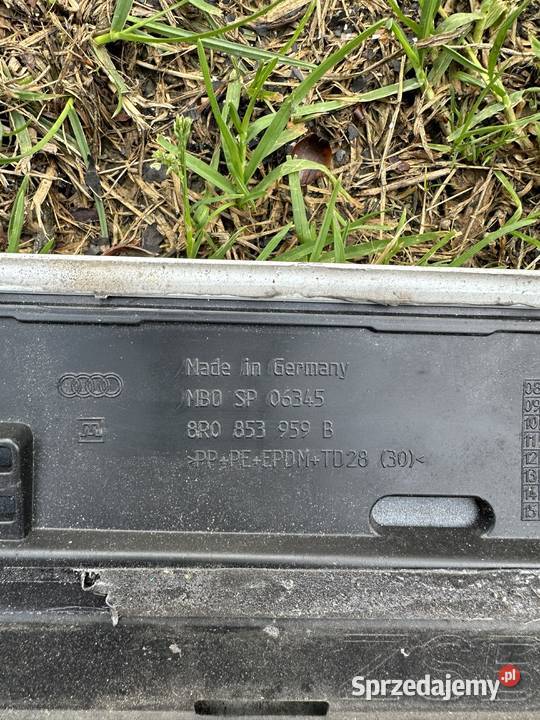 Made in Germany
MBO SP 06345
8R0 853 959 B
>PP+PE+EPDM+TD28 (30)<
08
09
10
11
12
13
14
15
Sprzedajemy.pl